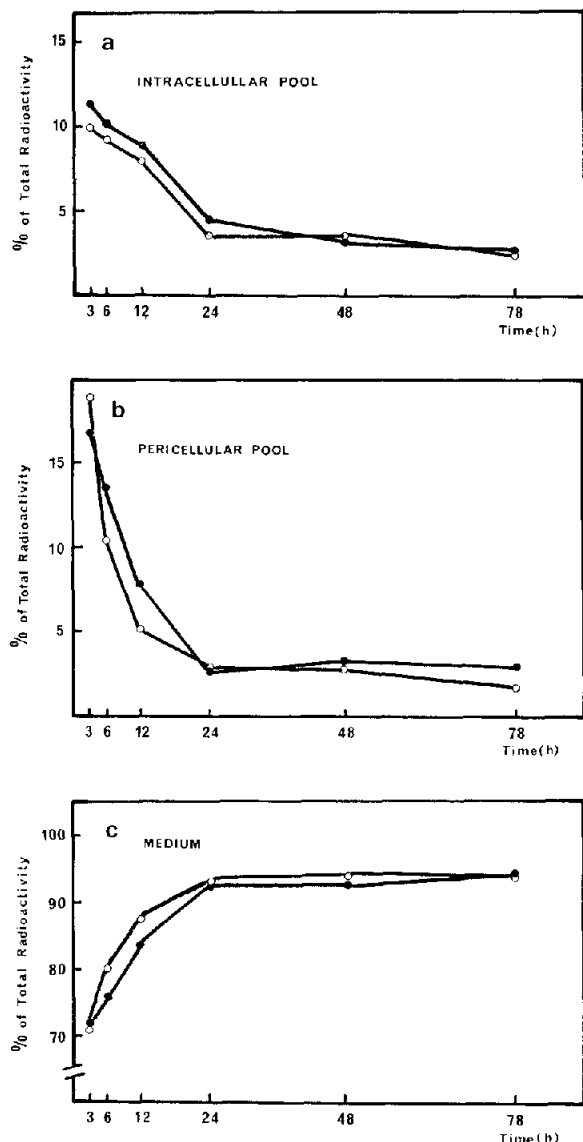 a
INTRACELLULLAR POOL
% of Total Radioactivity
15
10
5
3 6 12 24 48 78
Time(h)
b
PERICELLULAR POOL
% of Total Radioactivity
15
10
5
3 6 12 24 48 78
Time(h)
c
MEDIUM
% of Total Radioactivity
100
90
80
70
3 6 12 24 48 78
Time(h)